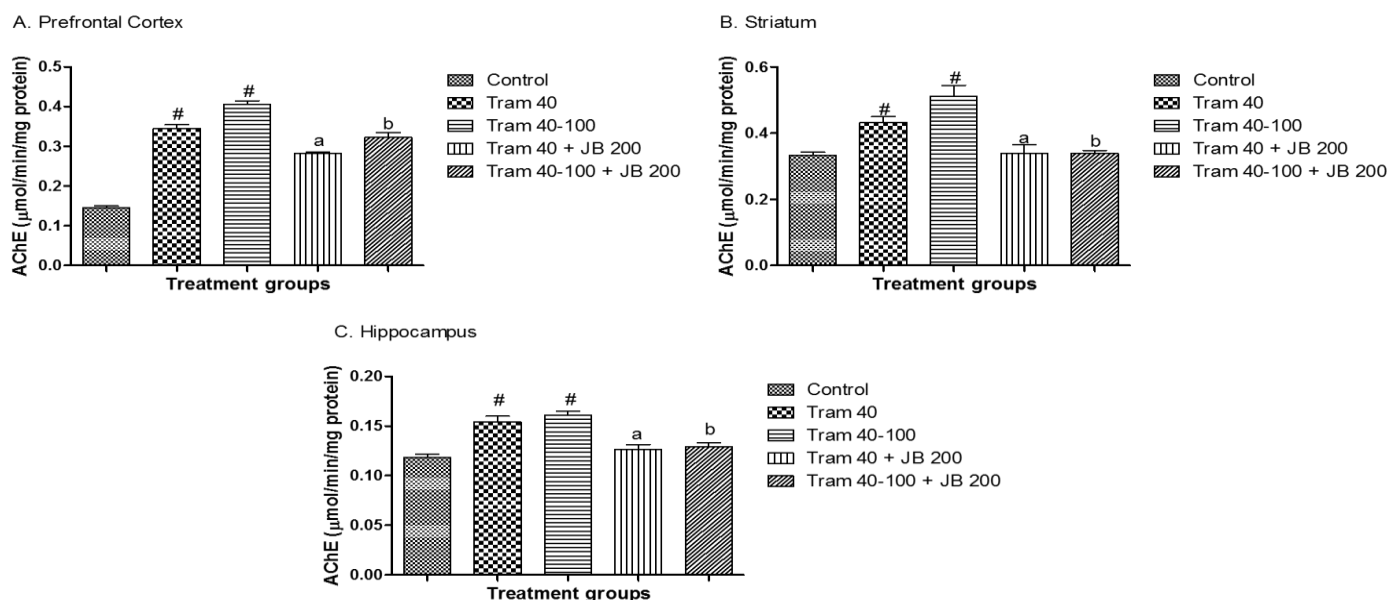 A. Prefrontal Cortex
AChE (μmol/min/mg protein)
0.5
0.4
0.3
0.2
0.1
0.0
#
#
a
b
Treatment groups
Control
Tram 40
Tram 40-100
Tram 40 + JB 200
Tram 40-100 + JB 200
B. Striatum
AChE (μmol/min/mg protein)
0.6
0.4
0.2
0.0
#
#
a
b
Treatment groups
Control
Tram 40
Tram 40-100
Tram 40 + JB 200
Tram 40-100 + JB 200
C. Hippocampus
AChE (μmol/min/mg protein)
0.20
0.15
0.10
0.05
0.00
#
#
a
b
Treatment groups
Control
Tram 40
Tram 40-100
Tram 40 + JB 200
Tram 40-100 + JB 200